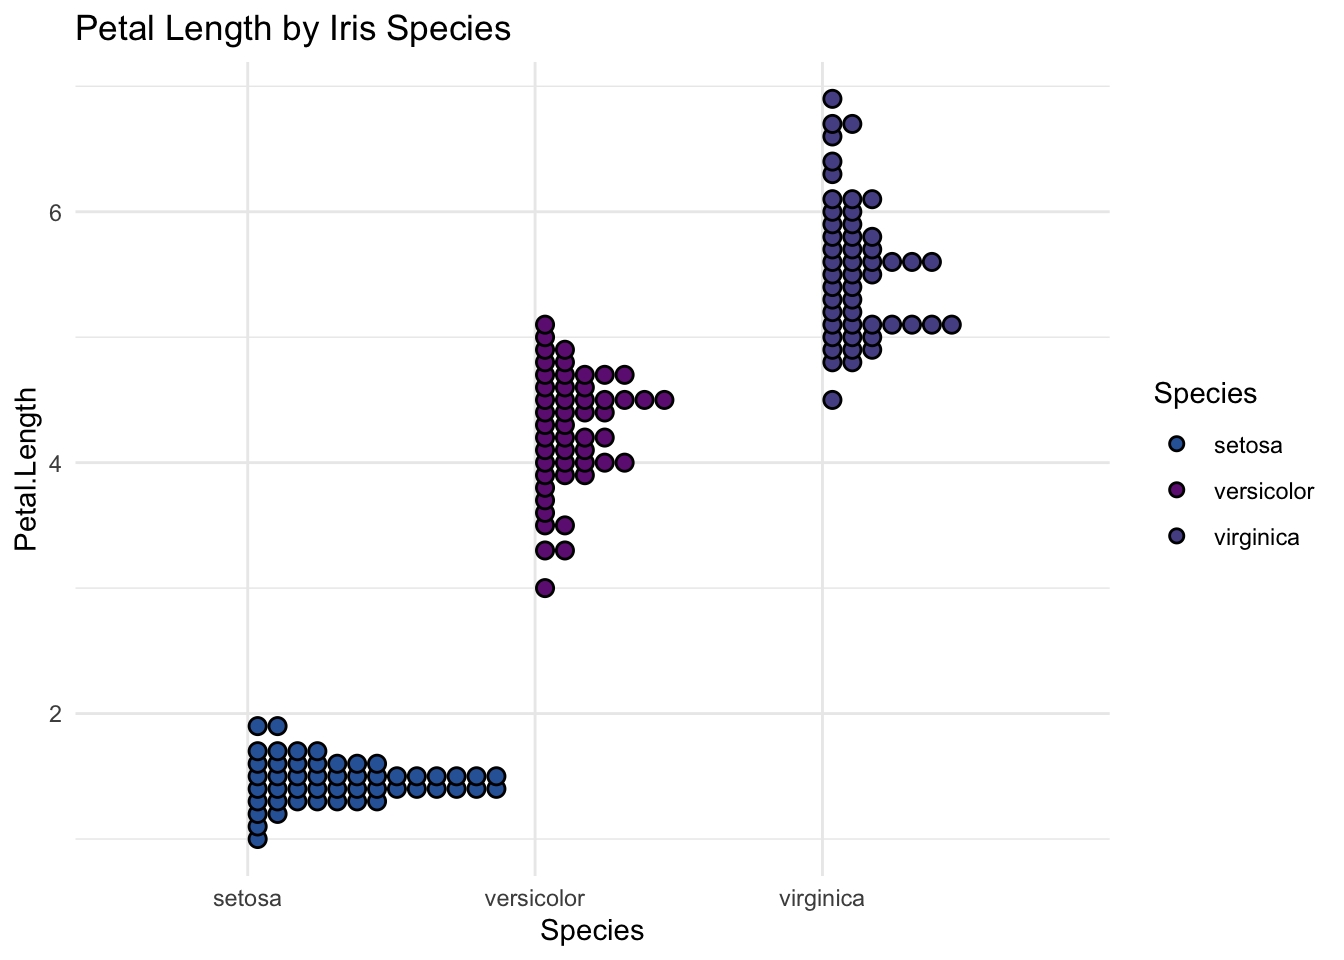 Petal Length by Iris Species
6
4
2
Petal.Length
setosa
versicolor
virginica
Species
Species
setosa
versicolor
virginica